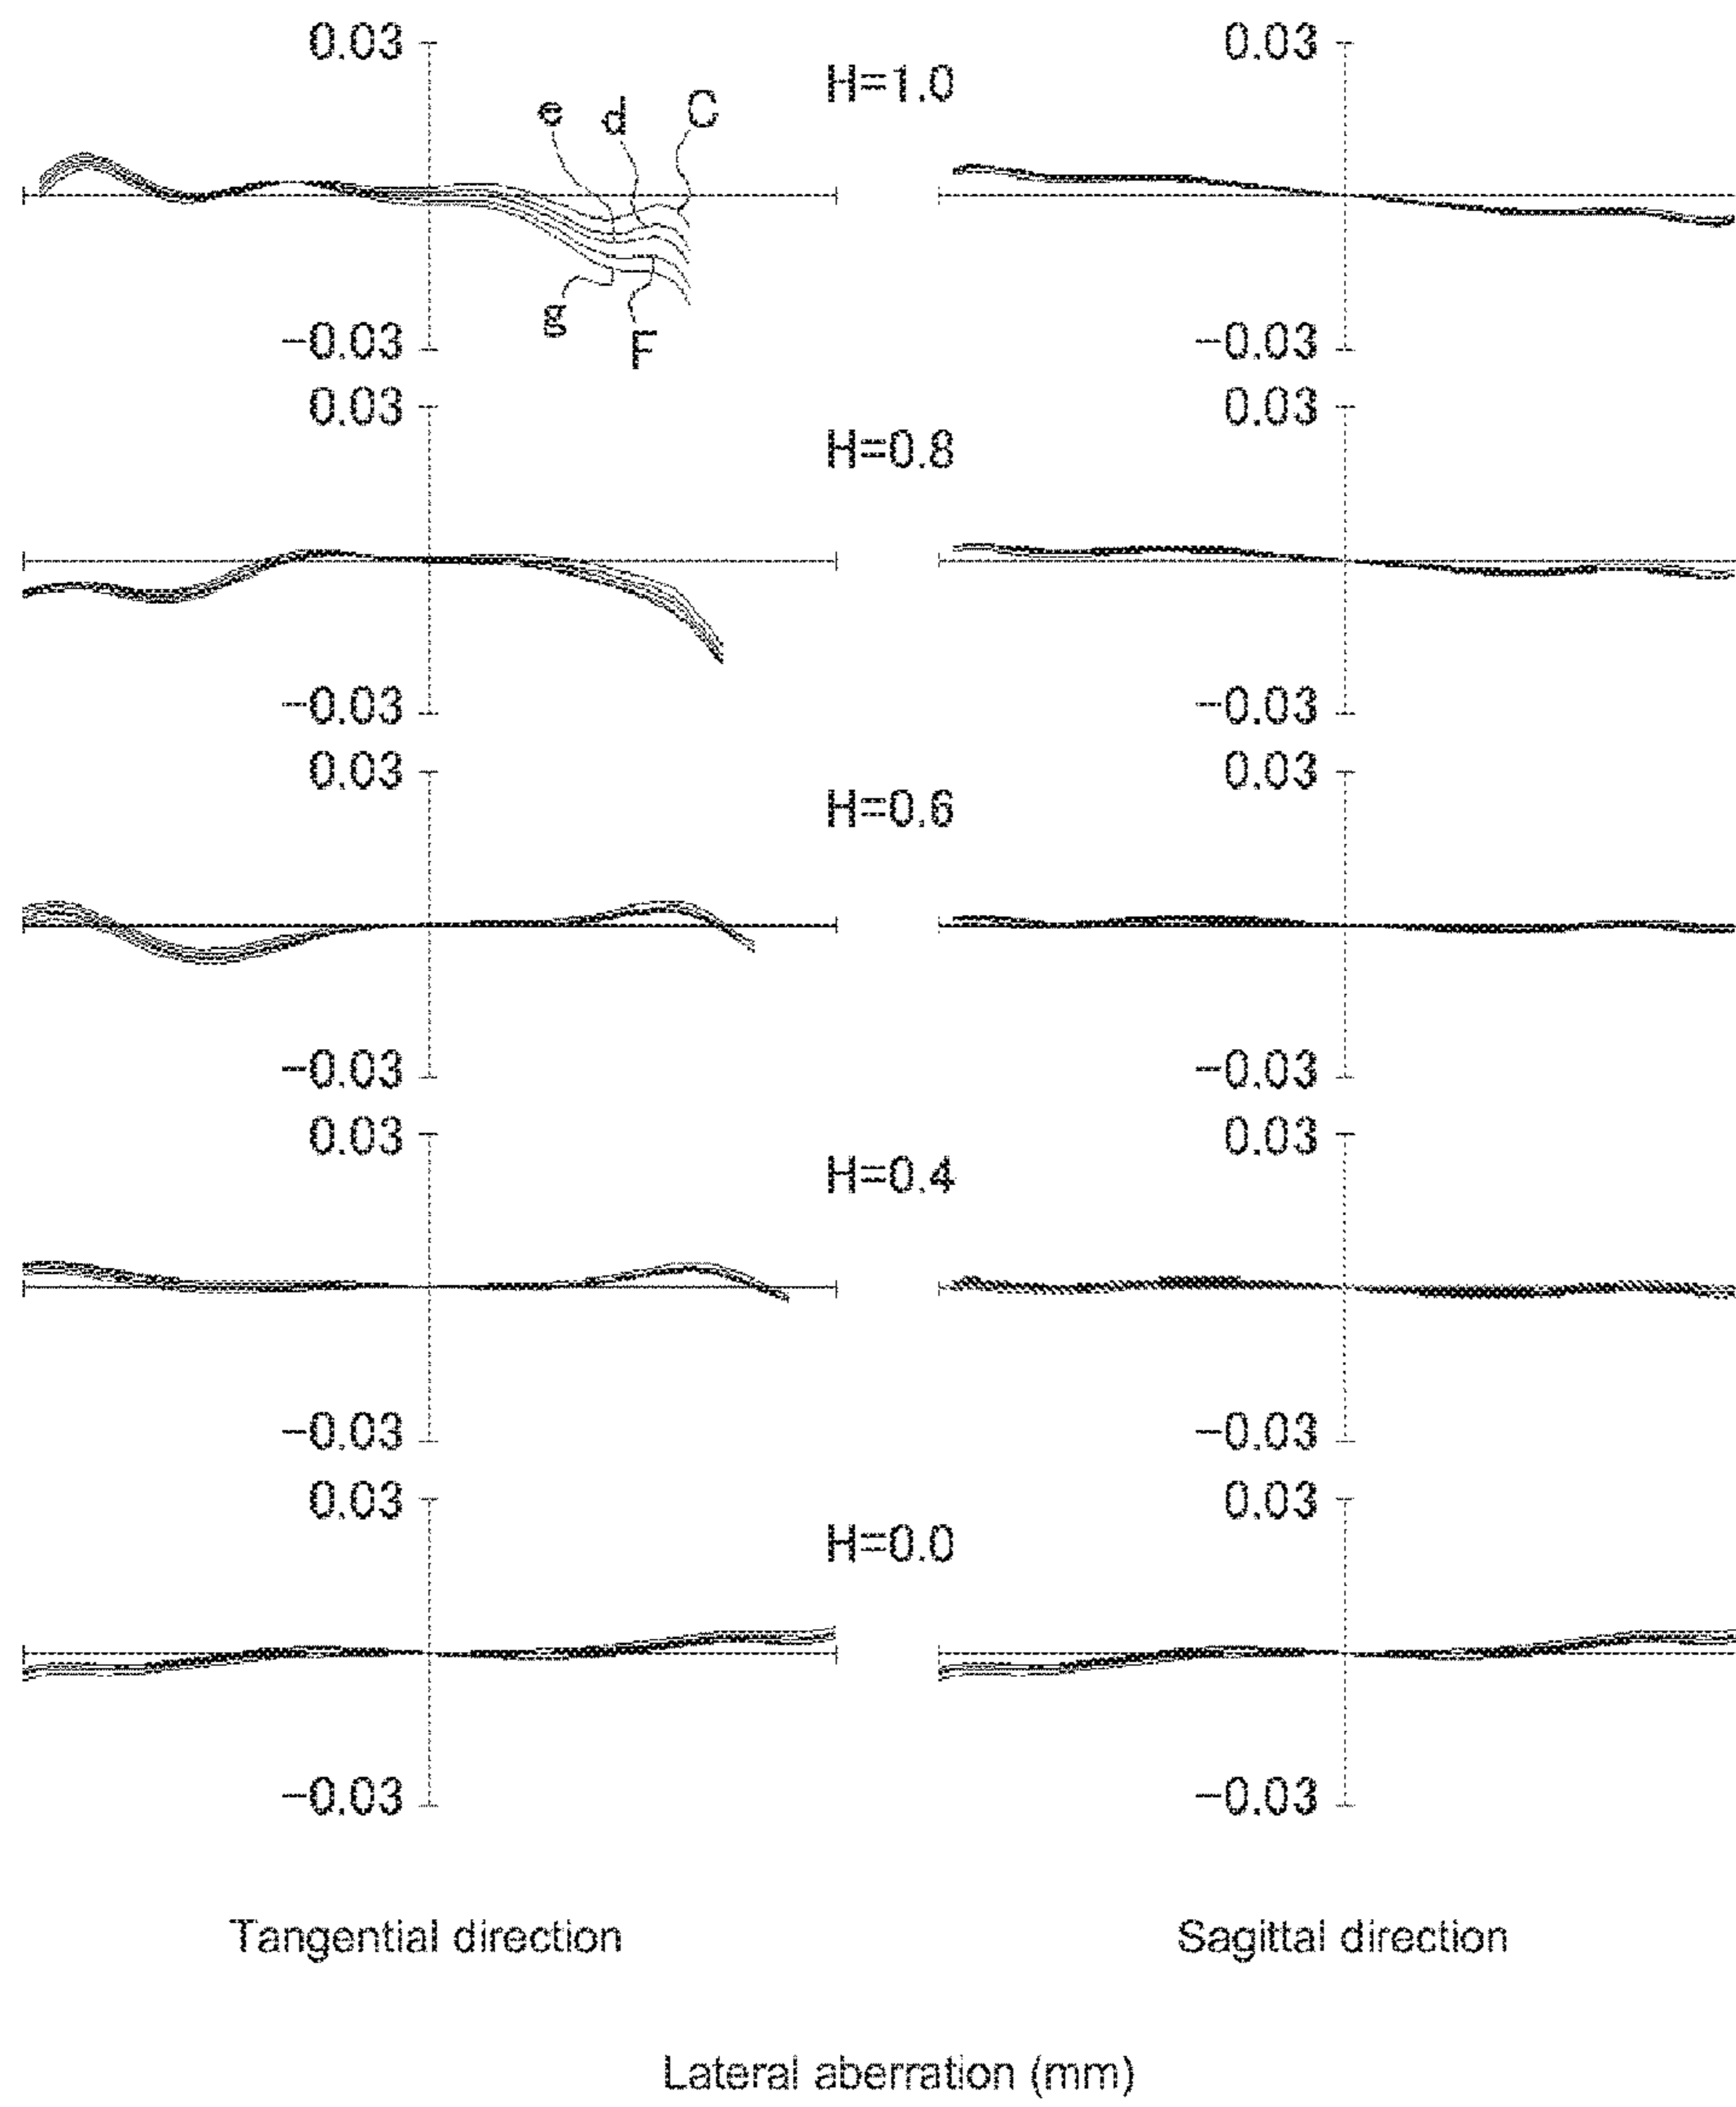 0.03 0.03
H=1.0
e d C
g F
−0.03 −0.03
0.03 0.03
H=0.8
−0.03 −0.03
0.03 0.03
H=0.6
−0.03 −0.03
0.03 0.03
H=0.4
−0.03 −0.03
0.03 0.03
H=0.0
−0.03 −0.03
Tangential direction Sagittal direction
Lateral aberration (mm)